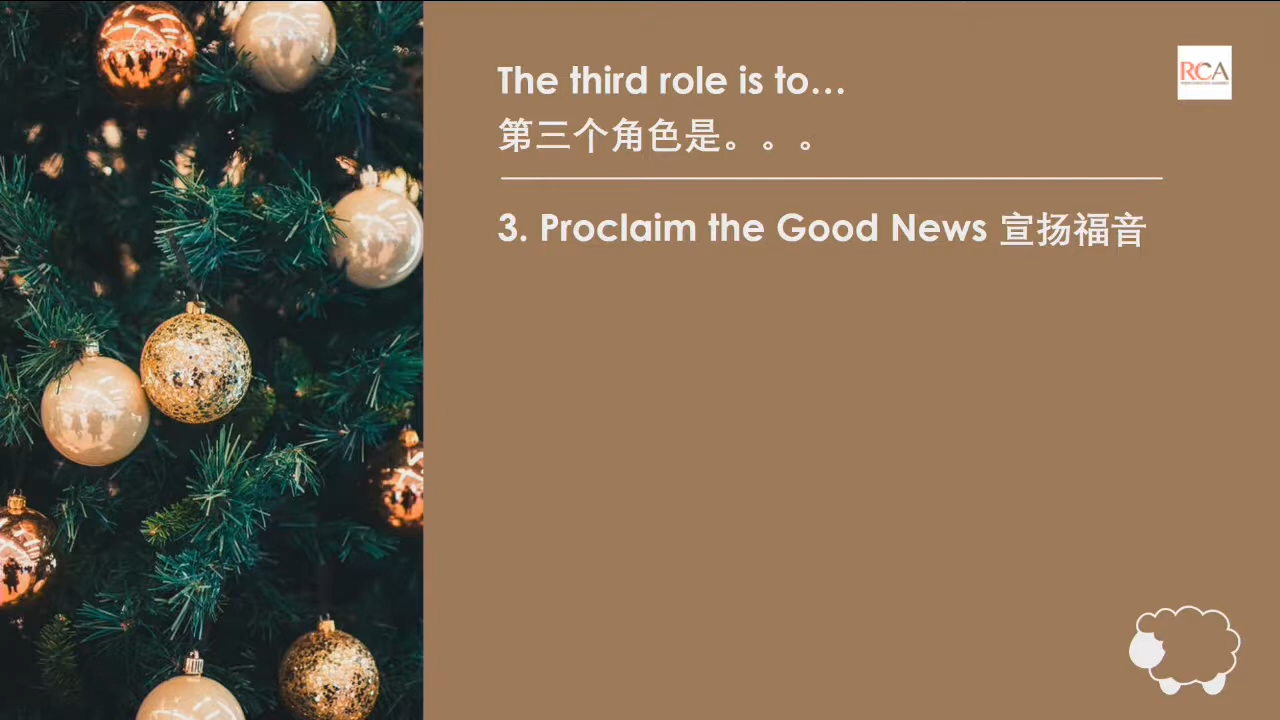 The third role is to...
第三个角色是。。。
RCA
3. Proclaim the Good News 宣扬福音